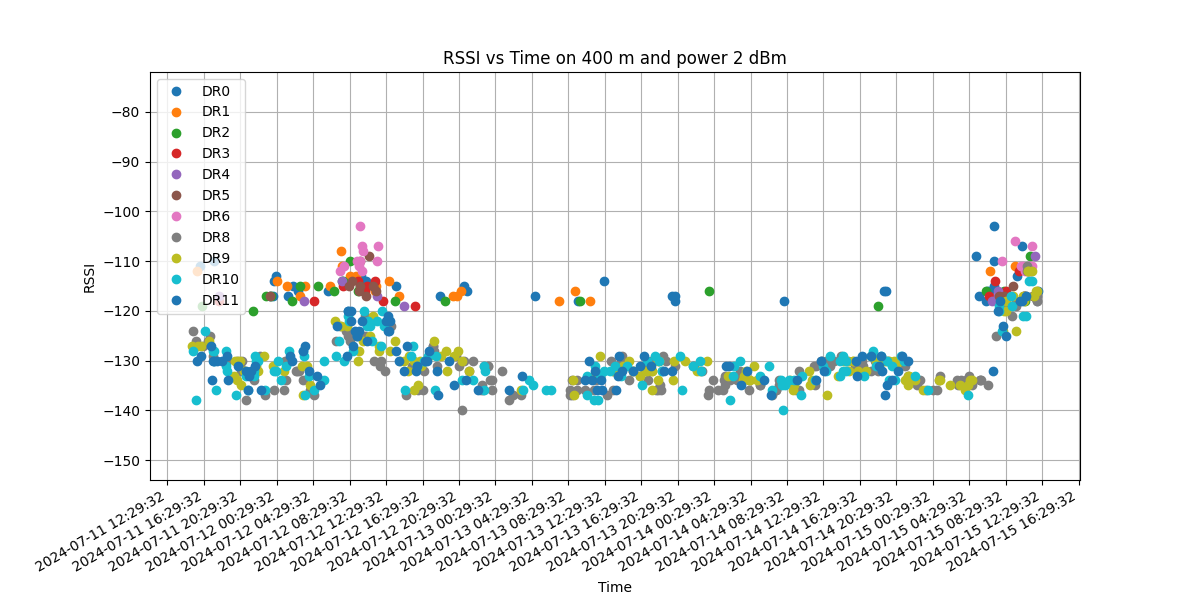 RSSI vs Time on 400 m and power 2 dBm
DR0
DR1
DR2
DR3
DR4
DR5
DR6
DR8
DR9
DR10
DR11
−80
−90
−100
−110
−120
−130
−140
−150
RSSI
2024-07-11 12:29:32
2024-07-11 16:29:32
2024-07-11 20:29:32
2024-07-12 00:29:32
2024-07-12 04:29:32
2024-07-12 08:29:32
2024-07-12 12:29:32
2024-07-12 16:29:32
2024-07-12 20:29:32
2024-07-13 00:29:32
2024-07-13 04:29:32
2024-07-13 08:29:32
2024-07-13 12:29:32
2024-07-13 16:29:32
2024-07-13 20:29:32
2024-07-14 00:29:32
2024-07-14 04:29:32
2024-07-14 08:29:32
2024-07-14 12:29:32
2024-07-14 16:29:32
2024-07-14 20:29:32
2024-07-15 00:29:32
2024-07-15 04:29:32
2024-07-15 08:29:32
2024-07-15 12:29:32
2024-07-15 16:29:32
Time